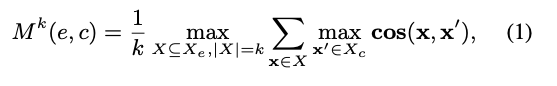 M^k(e, c) = \frac{1}{k} \max_{X \subseteq X_e, |X|=k} \sum_{\mathbf{x} \in X} \max_{\mathbf{x}' \in X_c} \mathbf{cos}(\mathbf{x}, \mathbf{x}'), (1)